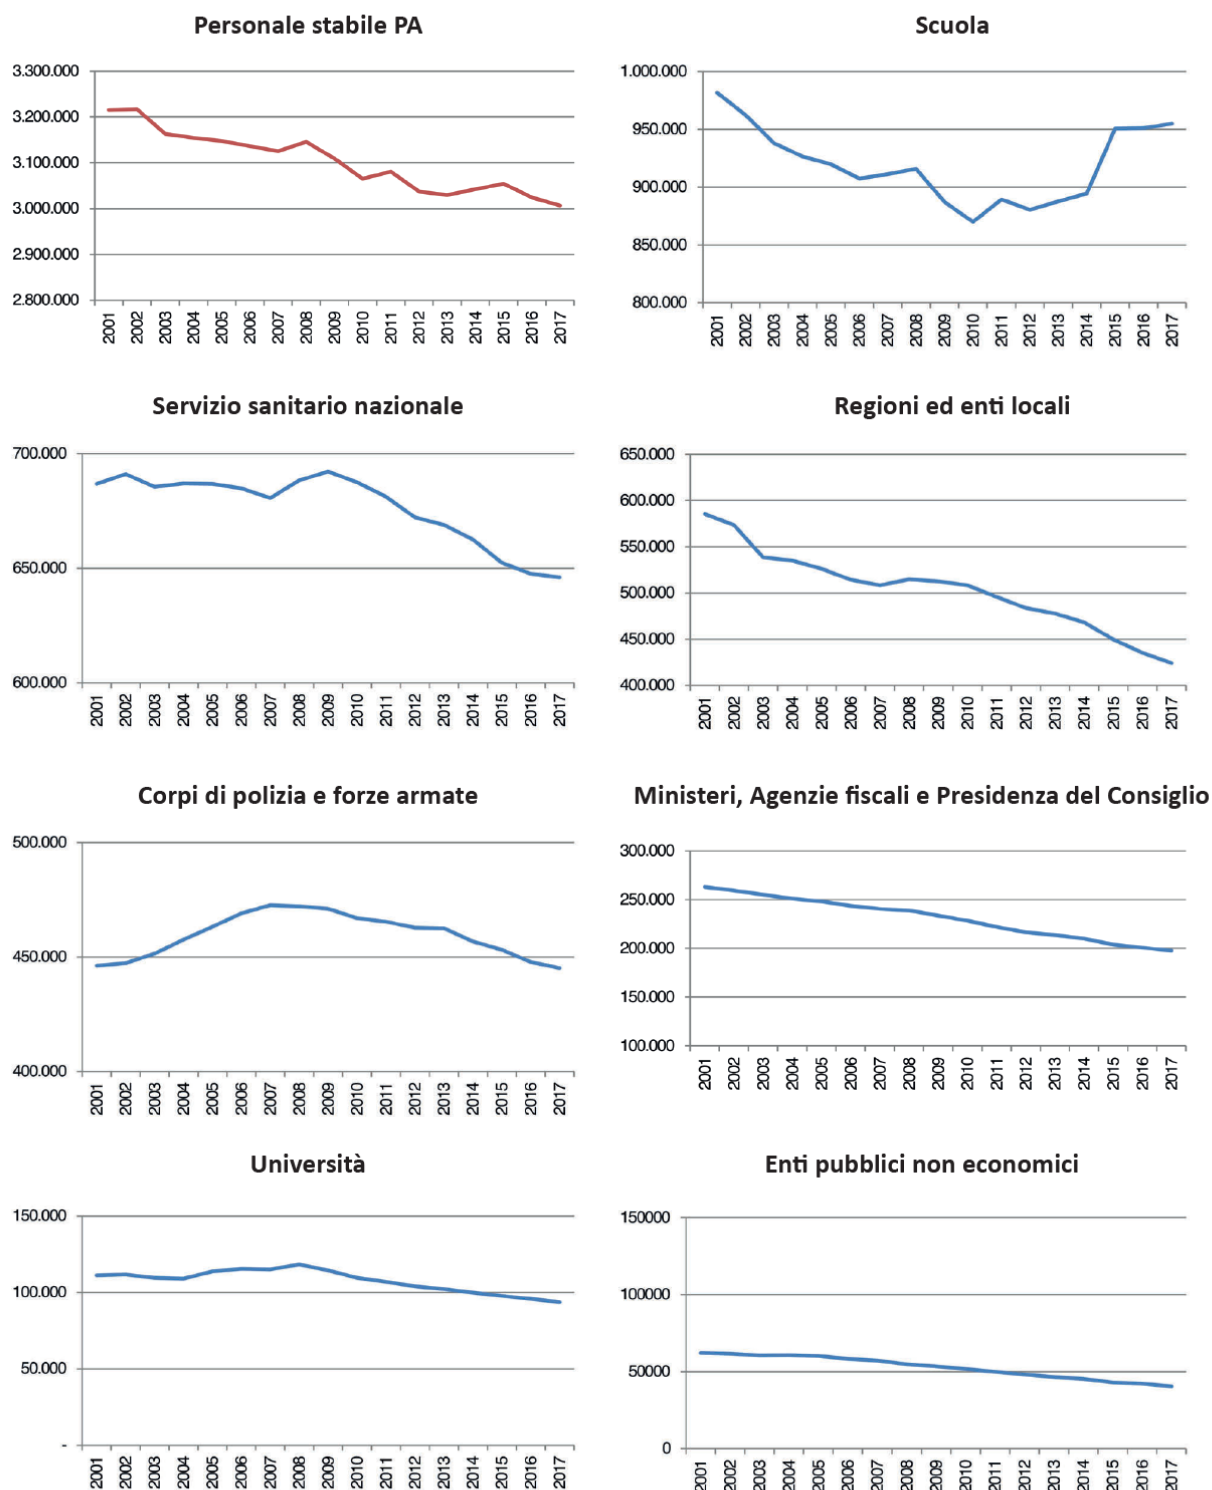 Personale stabile PA
3.300.000
3.200.000
3.100.000
3.000.000
2.900.000
2.800.000
2001 2002 2003 2004 2005 2006 2007 2008 2009 2010 2011 2012 2013 2014 2015 2016 2017
Scuola
1.000.000
950.000
900.000
850.000
800.000
2001 2002 2003 2004 2005 2006 2007 2008 2009 2010 2011 2012 2013 2014 2015 2016 2017
Servizio sanitario nazionale
700.000
650.000
600.000
2001 2002 2003 2004 2005 2006 2007 2008 2009 2010 2011 2012 2013 2014 2015 2016 2017
Regioni ed enti locali
650.000
600.000
550.000
500.000
450.000
400.000
2001 2002 2003 2004 2005 2006 2007 2008 2009 2010 2011 2012 2013 2014 2015 2016 2017
Corpi di polizia e forze armate
500.000
450.000
400.000
2001 2002 2003 2004 2005 2006 2007 2008 2009 2010 2011 2012 2013 2014 2015 2016 2017
Ministeri, Agenzie fiscali e Presidenza del Consiglio
300.000
250.000
200.000
150.000
100.000
2001 2002 2003 2004 2005 2006 2007 2008 2009 2010 2011 2012 2013 2014 2015 2016 2017
Università
150.000
100.000
50.000
-
2001 2002 2003 2004 2005 2006 2007 2008 2009 2010 2011 2012 2013 2014 2015 2016 2017
Enti pubblici non economici
150000
100000
50000
0
2001 2002 2003 2004 2005 2006 2007 2008 2009 2010 2011 2012 2013 2014 2015 2016 2017